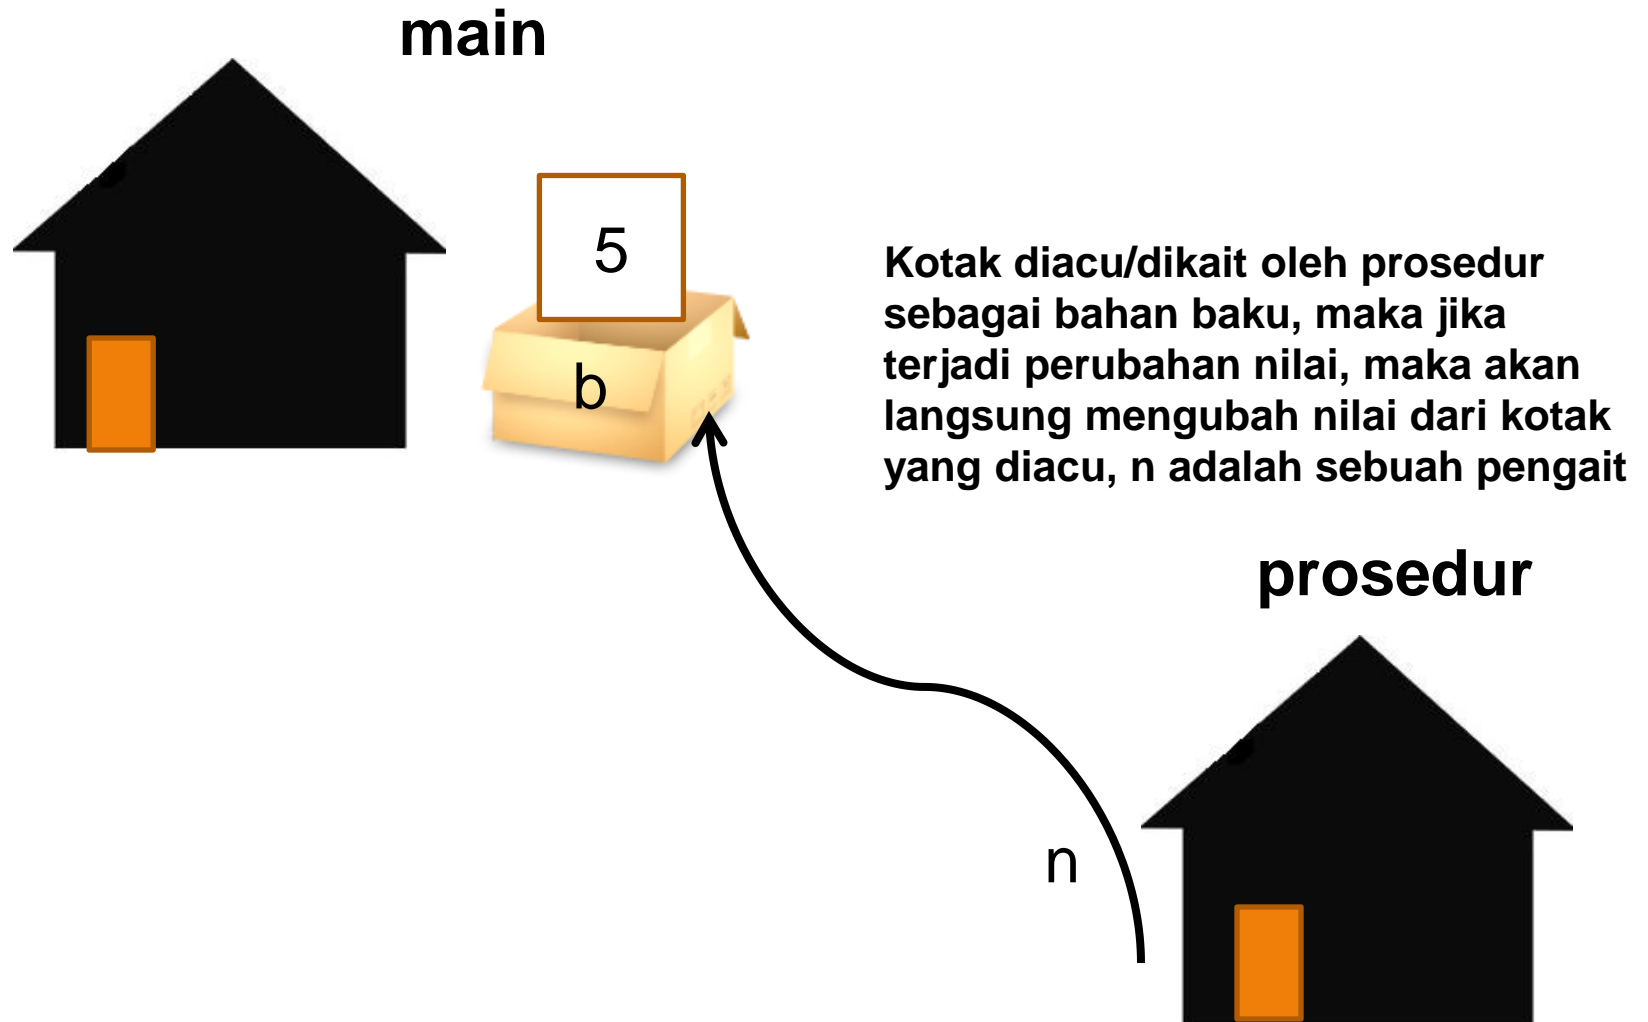 main
5
b
Kotak diacu/dikait oleh prosedur
sebagai bahan baku, maka jika
terjadi perubahan nilai, maka akan
langsung mengubah nilai dari kotak
yang diacu, n adalah sebuah pengait
prosedur
n